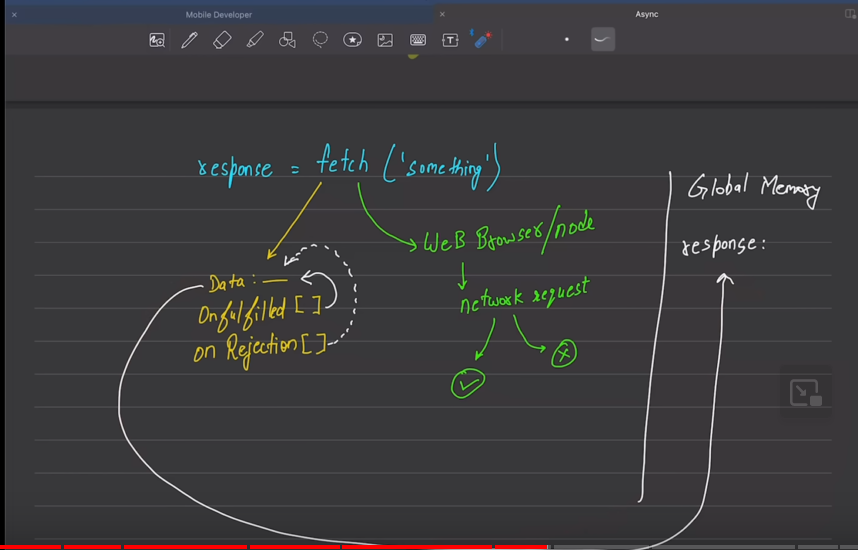 Mobile Developer
Async
response = fetch ('something')
Global Memory
WeB Browser/node
response:
Data: —
network request
Onfulfilled [ ]
on Rejection [ ]